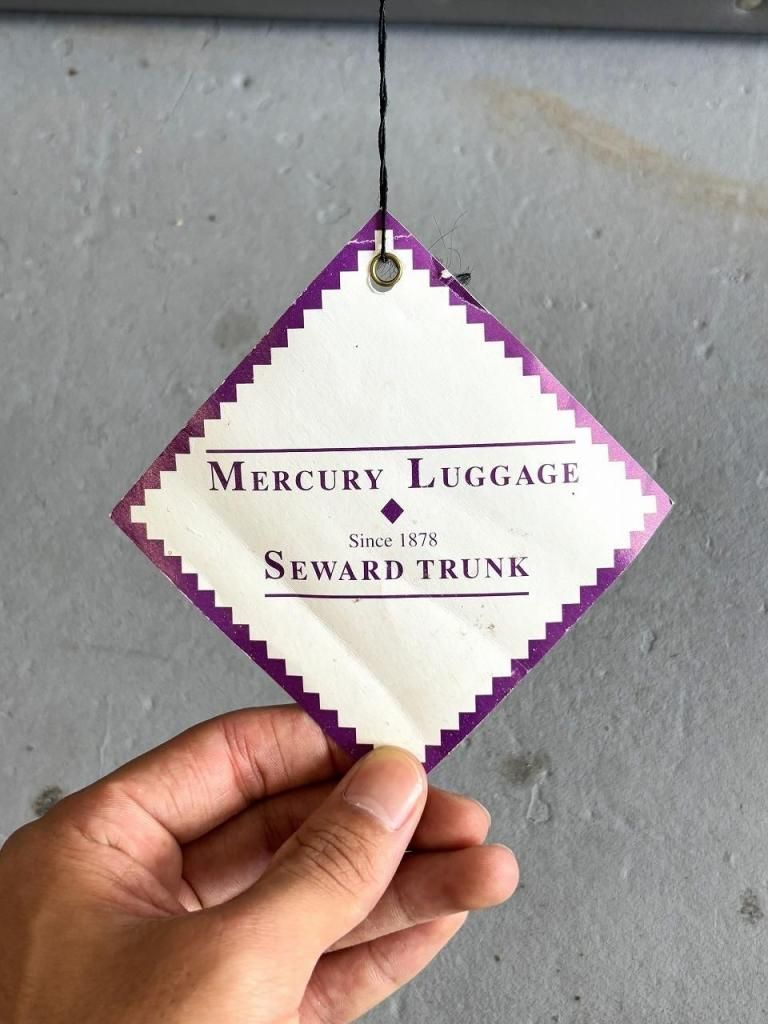 MERCURY LUGGAGE
Since 1878
SEWARD TRUNK